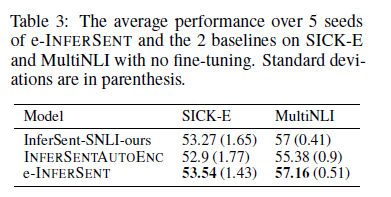 Table 3: The average performance over 5 seeds
of e-INFERSENT and the 2 baselines on SICK-E
and MultiNLI with no fine-tuning. Standard devi-
ations are in parenthesis.
Model SICK-E MultiNLI
InferSent-SNLI-ours 53.27 (1.65) 57 (0.41)
INFERSENTAUTOENC 52.9 (1.77) 55.38 (0.9)
e-INFERSENT 53.54 (1.43) 57.16 (0.51)